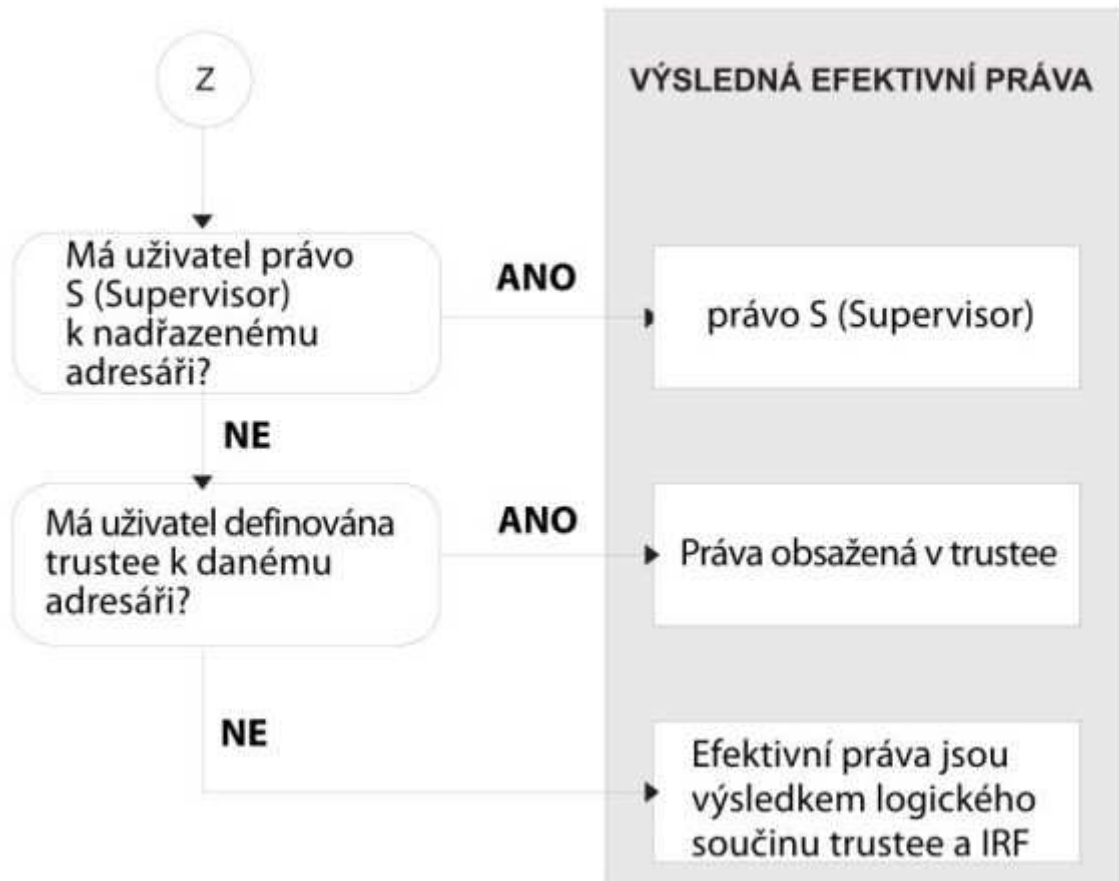 Z
VÝSLEDNÁ EFEKTIVNÍ PRÁVA
Má uživatel právo
S (Supervisor)
k nadřazenému
adresáři?
ANO
právo S (Supervisor)
NE
Má uživatel definována
trustee k danému
adresáři?
ANO
Práva obsažená v trustee
NE
Efektivní práva jsou
výsledkem logického
součinu trustee a IRF